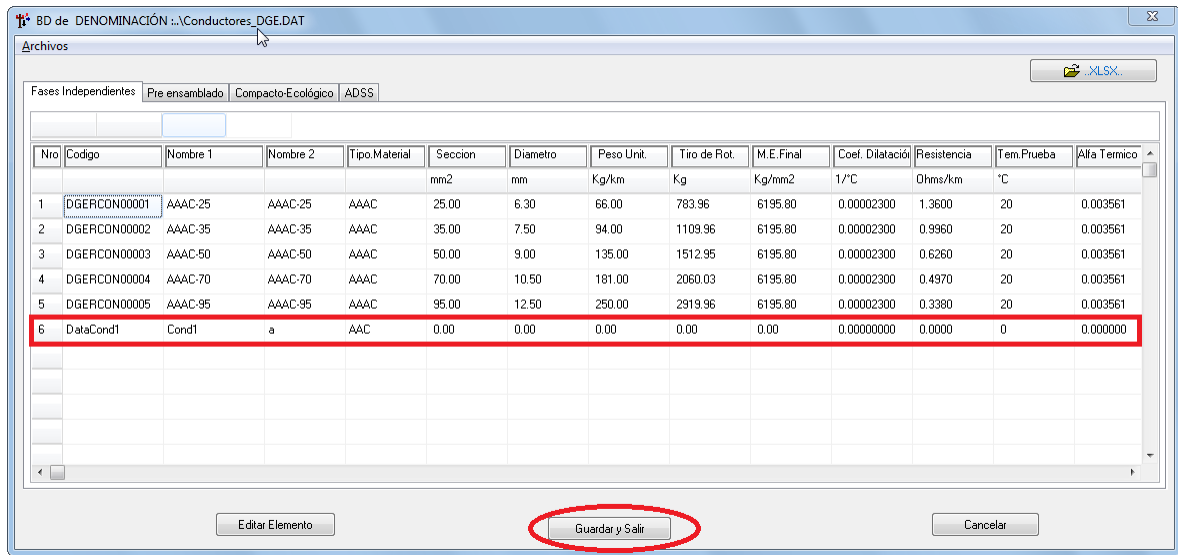 BD de DENOMINACIÓN :..\Conductores_DGE.DAT
Archivos
..XLSX..
Fases Independientes Pre ensamblado Compacto-Ecológico ADSS
Nro Codigo Nombre 1 Nombre 2 Tipo.Material Seccion Diametro Peso Unit. Tiro de Rot. M.E.Final Coef. Dilatación Resistencia Tem.Prueba Alfa Termico
mm2 mm Kg/km Kg Kg/mm2 1/°C Ohms/km °C
1 DGERCON00001 AAAC-25 AAAC-25 AAAC 25.00 6.30 66.00 783.96 6195.80 0.00002300 1.3600 20 0.003561
2 DGERCON00002 AAAC-35 AAAC-35 AAAC 35.00 7.50 94.00 1109.96 6195.80 0.00002300 0.9960 20 0.003561
3 DGERCON00003 AAAC-50 AAAC-50 AAAC 50.00 9.00 135.00 1512.95 6195.80 0.00002300 0.6260 20 0.003561
4 DGERCON00004 AAAC-70 AAAC-70 AAAC 70.00 10.50 181.00 2060.03 6195.80 0.00002300 0.4970 20 0.003561
5 DGERCON00005 AAAC-95 AAAC-95 AAAC 95.00 12.50 250.00 2919.96 6195.80 0.00002300 0.3380 20 0.003561
6 DataCond1 Cond1 a AAC 0.00 0.00 0.00 0.00 0.00 0.00000000 0.0000 0 0.000000
Editar Elemento Guardar y Salir Cancelar